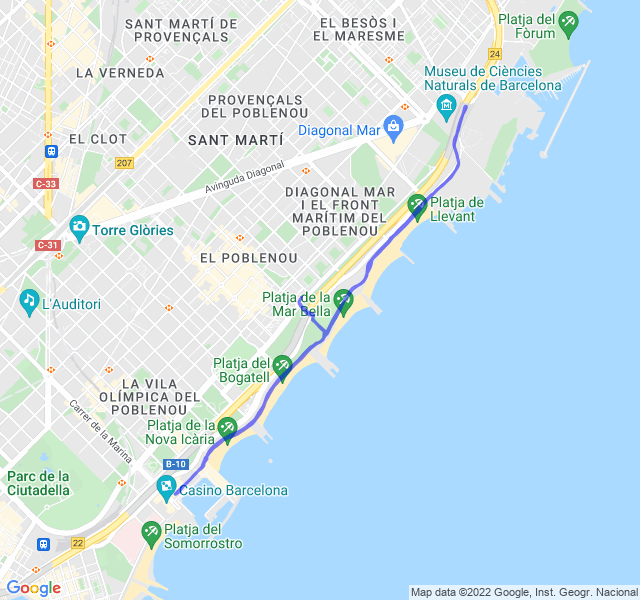 SANT MARTÍ DE
PROVENÇALS
EL BESÒS I
EL MARESME
Platja del
Fòrum
24
LA VERNEDA
Museu de Ciències
Naturals de Barcelona
PROVENÇALS
DEL POBLENOU
Diagonal Mar
EL CLOT
SANT MARTÍ
207
C-33
Avinguda Diagonal
DIAGONAL MAR
I EL FRONT
MARÍTIM DEL
POBLENOU
Platja de
Llevant
Torre Glòries
C-31
EL POBLENOU
L'Auditori
Platja de la
Mar Bella
Platja del
Bogatell
LA VILA
OLÍMPICA DEL
POBLENOU
Carrer de la Marina
Platja de la
Nova Icària
B-10
Parc de la
Ciutadella
Casino Barcelona
Platja del
Somorrostro
22
Google
Map data ©2022 Google, Inst. Geogr. Nacional